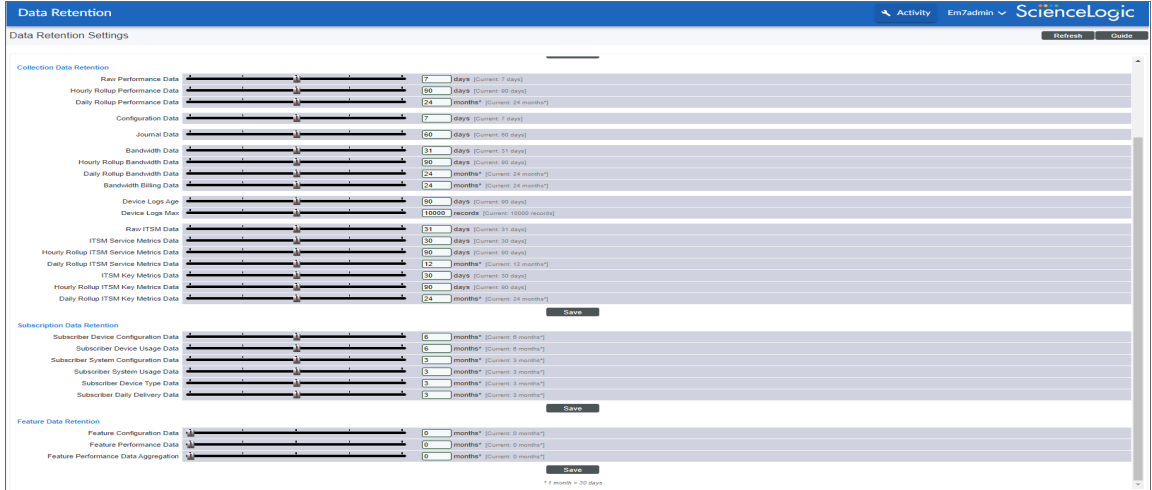 Data Retention
Activity Em7admin ScienceLogic
Data Retention Settings
Refresh Guide
Collection Data Retention
Raw Performance Data 7 days [Current: 7 days]
Hourly Rollup Performance Data 90 days [Current: 90 days]
Daily Rollup Performance Data 24 months* [Current: 24 months*]
Configuration Data 7 days [Current: 7 days]
Journal Data 60 days [Current: 60 days]
Bandwidth Data 31 days [Current: 31 days]
Hourly Rollup Bandwidth Data 90 days [Current: 90 days]
Daily Rollup Bandwidth Data 24 months* [Current: 24 months*]
Bandwidth Billing Data 24 months* [Current: 24 months*]
Device Logs Age 90 days [Current: 90 days]
Device Logs Max 10000 records [Current: 10000 records]
Raw ITSM Data 31 days [Current: 31 days]
ITSM Service Metrics Data 30 days [Current: 30 days]
Hourly Rollup ITSM Service Metrics Data 90 days [Current: 90 days]
Daily Rollup ITSM Service Metrics Data 12 months* [Current: 12 months*]
ITSM Key Metrics Data 30 days [Current: 30 days]
Hourly Rollup ITSM Key Metrics Data 90 days [Current: 90 days]
Daily Rollup ITSM Key Metrics Data 24 months* [Current: 24 months*]
Save
Subscription Data Retention
Subscriber Device Configuration Data 6 months* [Current: 6 months*]
Subscriber Device Usage Data 6 months* [Current: 6 months*]
Subscriber System Configuration Data 3 months* [Current: 3 months*]
Subscriber System Usage Data 3 months* [Current: 3 months*]
Subscriber Device Type Data 3 months* [Current: 3 months*]
Subscriber Daily Delivery Data 3 months* [Current: 3 months*]
Save
Feature Data Retention
Feature Configuration Data 0 months* [Current: 0 months*]
Feature Performance Data 0 months* [Current: 0 months*]
Feature Performance Data Aggregation 0 months* [Current: 0 months*]
Save
* 1 month = 30 days